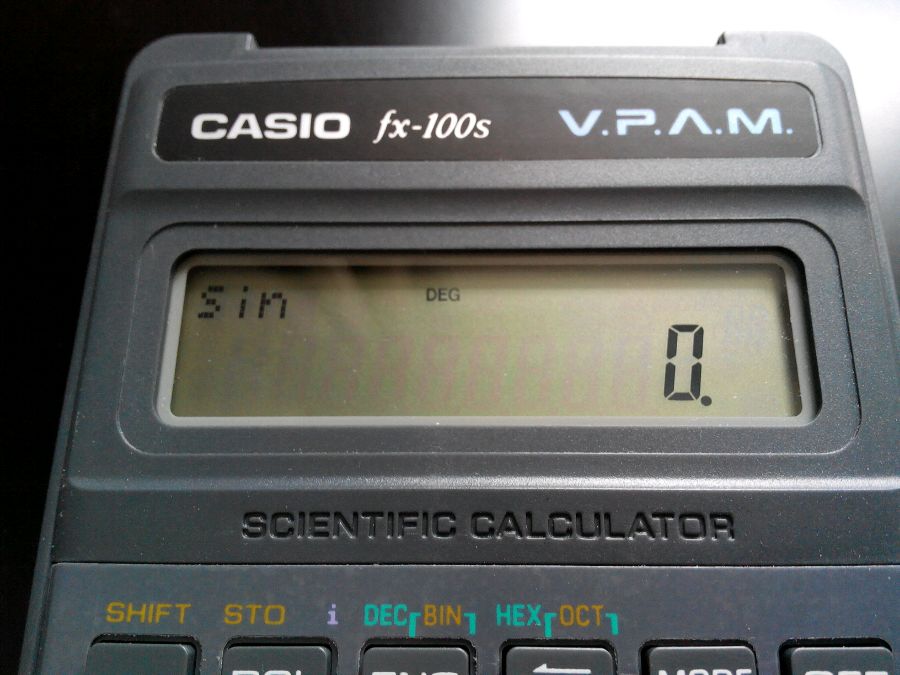 CASIO fx-100s V.P.A.M.
sin DEG
0.
SCIENTIFIC CALCULATOR
SHIFT STO i DEC BIN HEX OCT